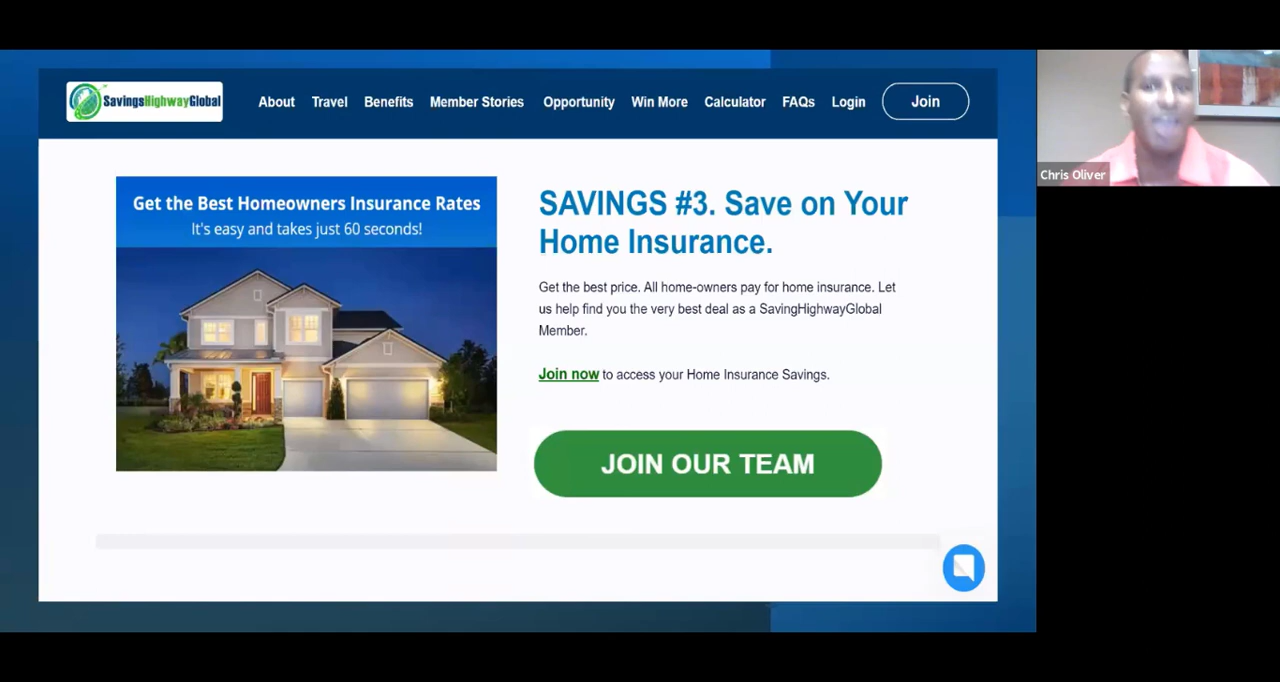 SavingsHighwayGlobal
About Travel Benefits Member Stories Opportunity Win More Calculator FAQs Login Join
Get the Best Homeowners Insurance Rates
It's easy and takes just 60 seconds!
SAVINGS #3. Save on Your
Home Insurance.
Get the best price. All home-owners pay for home insurance. Let
us help find you the very best deal as a SavingHighwayGlobal
Member.
Join now to access your Home Insurance Savings.
JOIN OUR TEAM
Chris Oliver